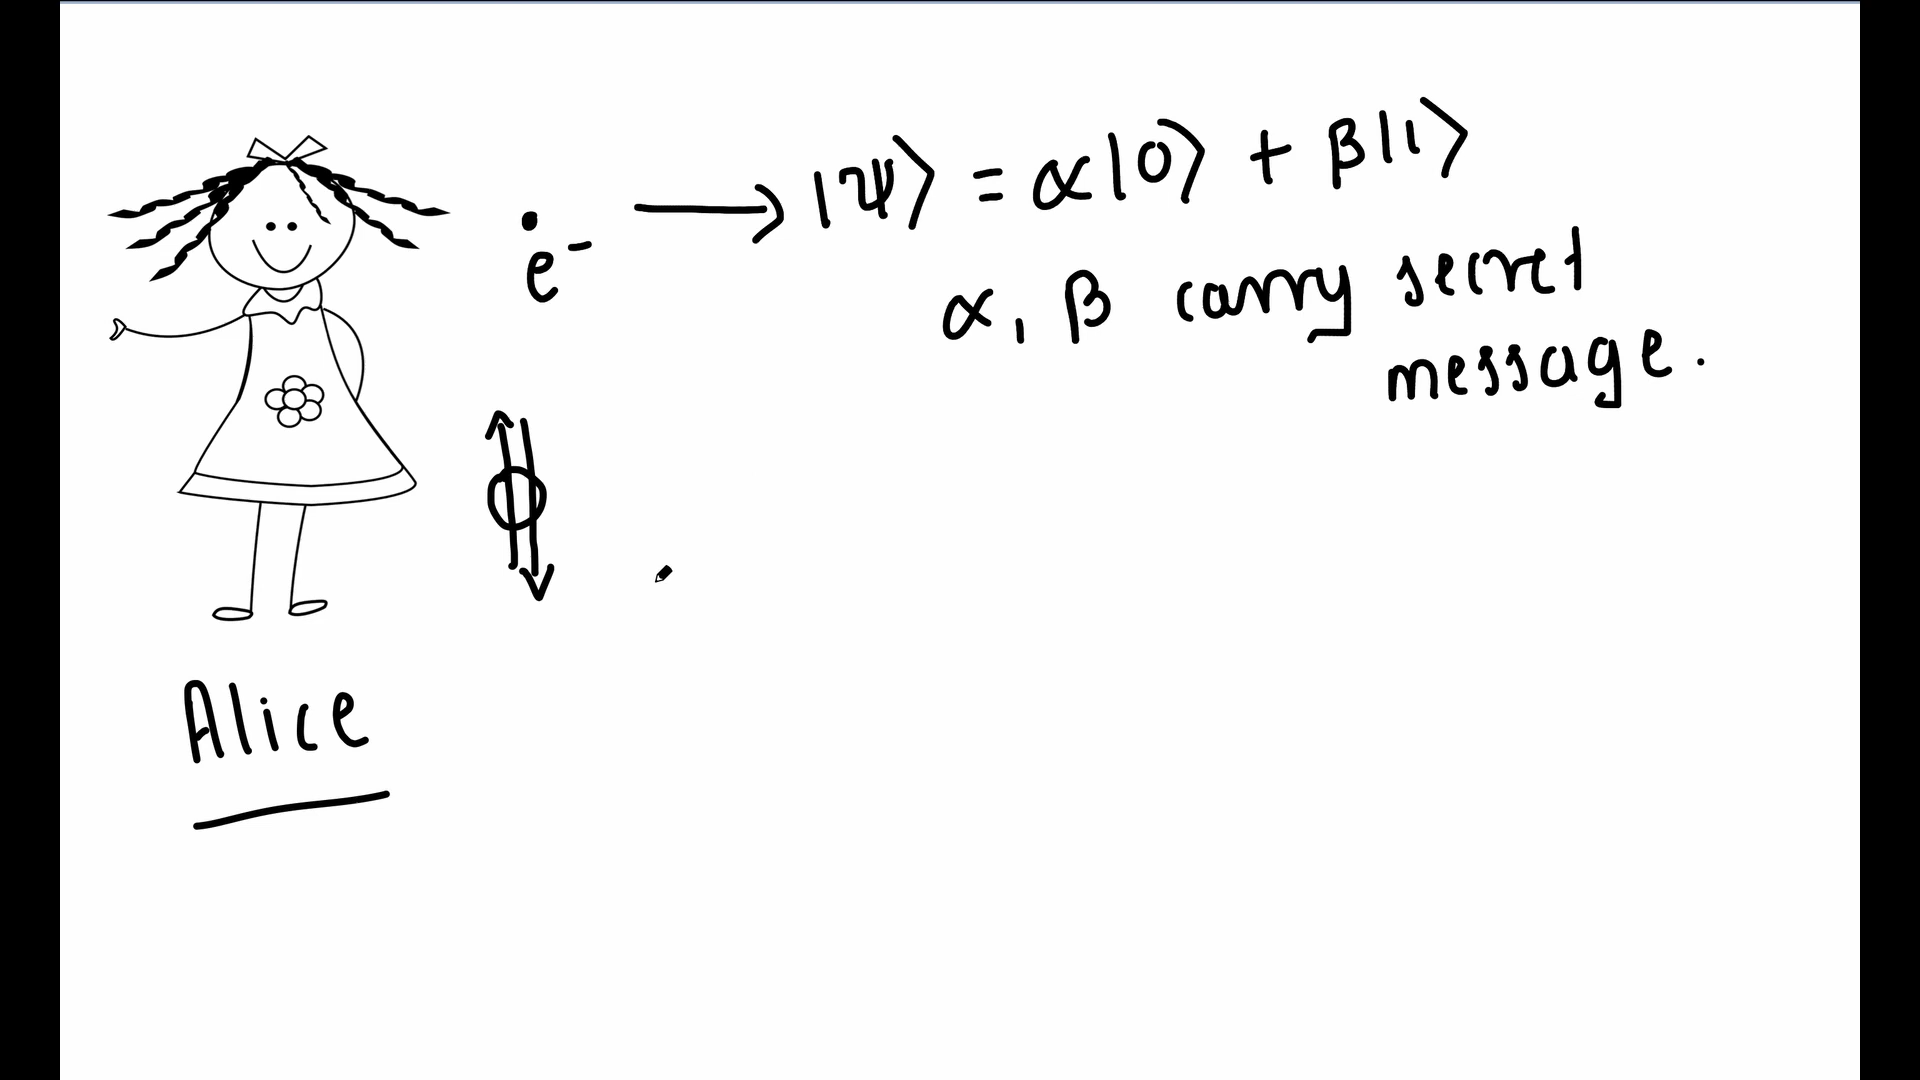 e⁻ → |ψ⟩ = α|0⟩ + β|1⟩
α, β carry secret
message.
Alice